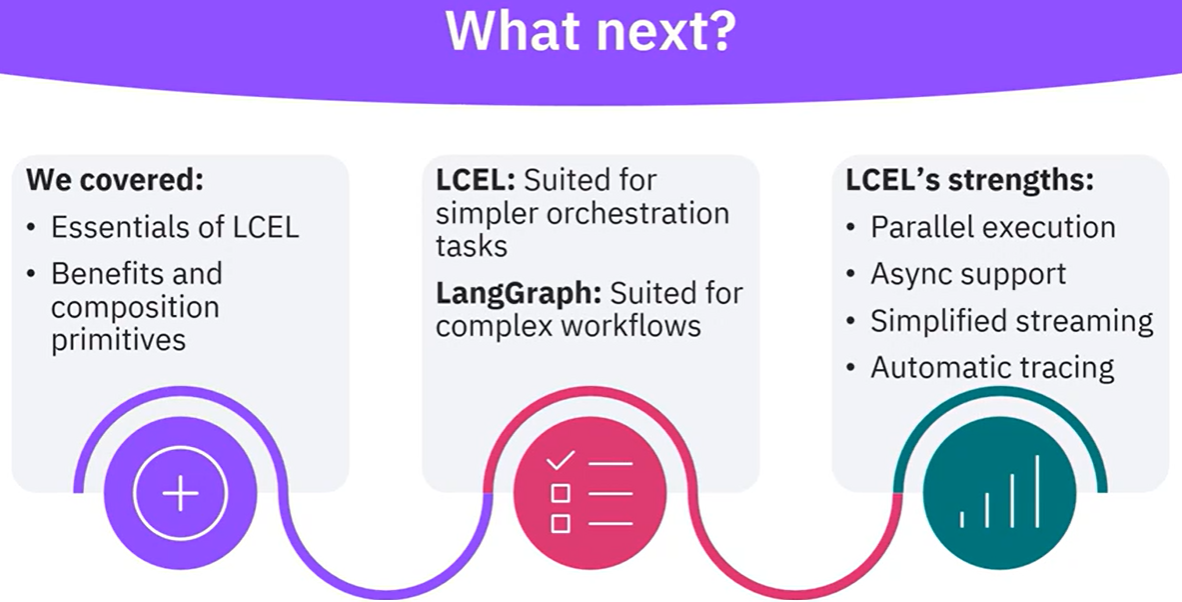 What next?
We covered:
• Essentials of LCEL
• Benefits and
composition
primitives
LCEL: Suited for
simpler orchestration
tasks
LangGraph: Suited for
complex workflows
LCEL’s strengths:
• Parallel execution
• Async support
• Simplified streaming
• Automatic tracing